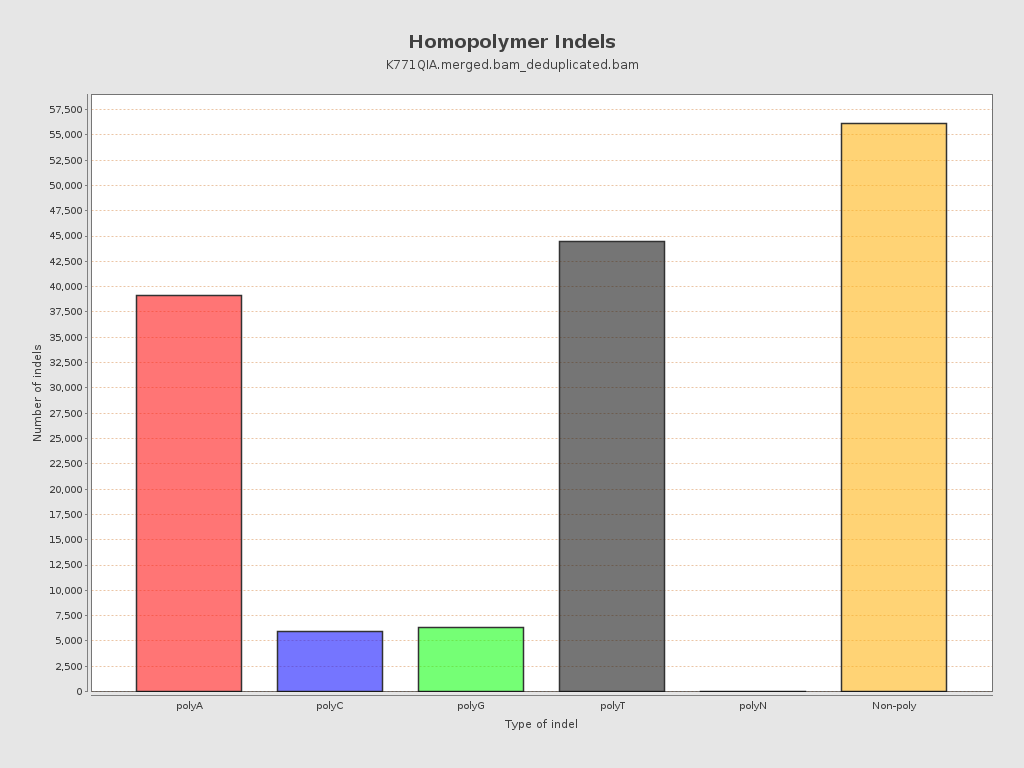 Homopolymer Indels
K771QIA.merged.bam_deduplicated.bam
57,500
55,000
52,500
50,000
47,500
45,000
42,500
40,000
37,500
35,000
32,500
30,000
27,500
25,000
22,500
20,000
17,500
15,000
12,500
10,000
7,500
5,000
2,500
0
Number of indels
polyA
polyC
polyG
polyT
polyN
Non-poly
Type of indel